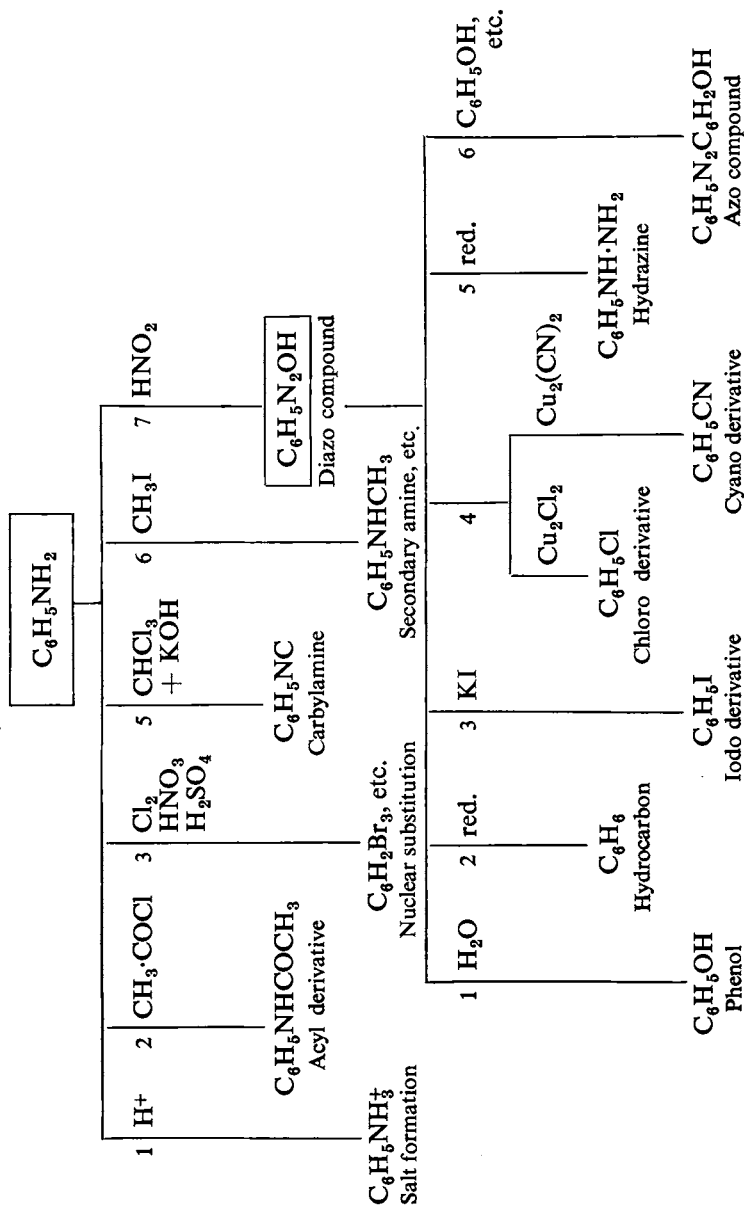 C₆H₅NH₂
1 H⁺
2 CH₃·COCl
3 Cl₂
HNO₃
H₂SO₄
5 CHCl₃
+ KOH
6 CH₃I
7 HNO₂
C₆H₅NH₃⁺
Salt formation
C₆H₅NHCOCH₃
Acyl derivative
C₆H₂Br₃, etc.
Nuclear substitution
C₆H₅NC
Carbylamine
C₆H₅NHCH₃
Secondary amine, etc.
C₆H₅N₂OH
Diazo compound
1 H₂O
2 red.
3 KI
4
Cu₂Cl₂
Cu₂(CN)₂
5 red.
6 C₆H₅OH,
etc.
C₆H₅OH
Phenol
C₆H₆
Hydrocarbon
C₆H₅I
Iodo derivative
C₆H₅Cl
Chloro derivative
C₆H₅CN
Cyano derivative
C₆H₅NH·NH₂
Hydrazine
C₆H₅N₂C₆H₂OH
Azo compound